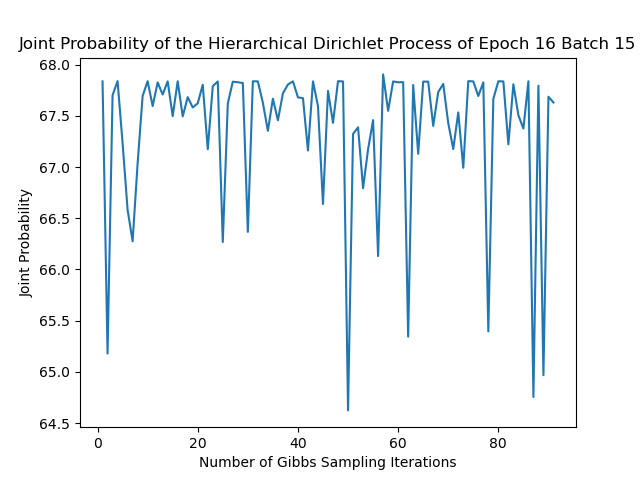 Joint Probability of the Hierarchical Dirichlet Process of Epoch 16 Batch 15
68.0
67.5
67.0
66.5
66.0
65.5
65.0
64.5
Joint Probability
0 20 40 60 80
Number of Gibbs Sampling Iterations